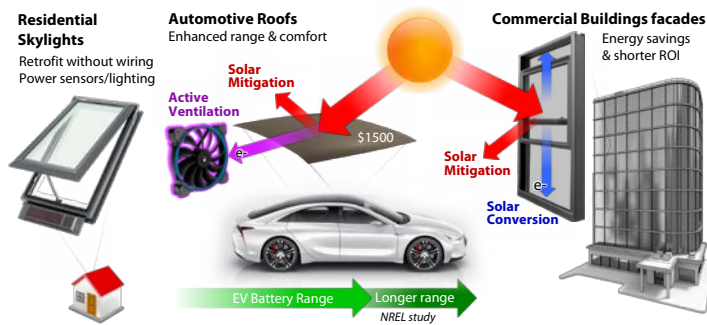 Residential
Skylights
Retrofit without wiring
Power sensors/lighting
Automotive Roofs
Enhanced range & comfort
Solar
Mitigation
Active
Ventilation
e-
$1500
EV Battery Range
Longer range
NREL study
Commercial Buildings facades
Energy savings
& shorter ROI
Solar
Mitigation
e-
Solar
Conversion